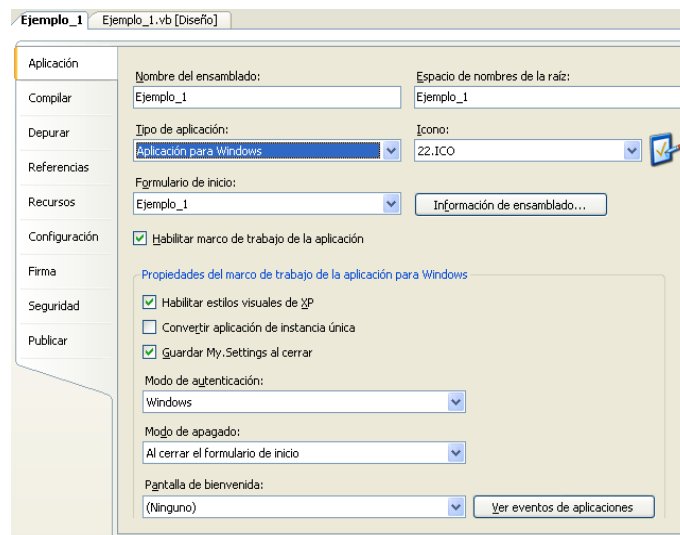 Ejemplo_1 Ejemplo_1.vb [Diseño]
Aplicación
Compilar
Depurar
Referencias
Recursos
Configuración
Firma
Seguridad
Publicar
Nombre del ensamblado: Espacio de nombres de la raíz:
Ejemplo_1 Ejemplo_1
Tipo de aplicación: Icono:
Aplicación para Windows 22.ICO
Formulario de inicio:
Ejemplo_1 Información de ensamblado...
Habilitar marco de trabajo de la aplicación
Propiedades del marco de trabajo de la aplicación para Windows
Habilitar estilos visuales de XP
Convertir aplicación de instancia única
Guardar My.Settings al cerrar
Modo de autenticación:
Windows
Modo de apagado:
Al cerrar el formulario de inicio
Pantalla de bienvenida:
(Ninguno) Ver eventos de aplicaciones